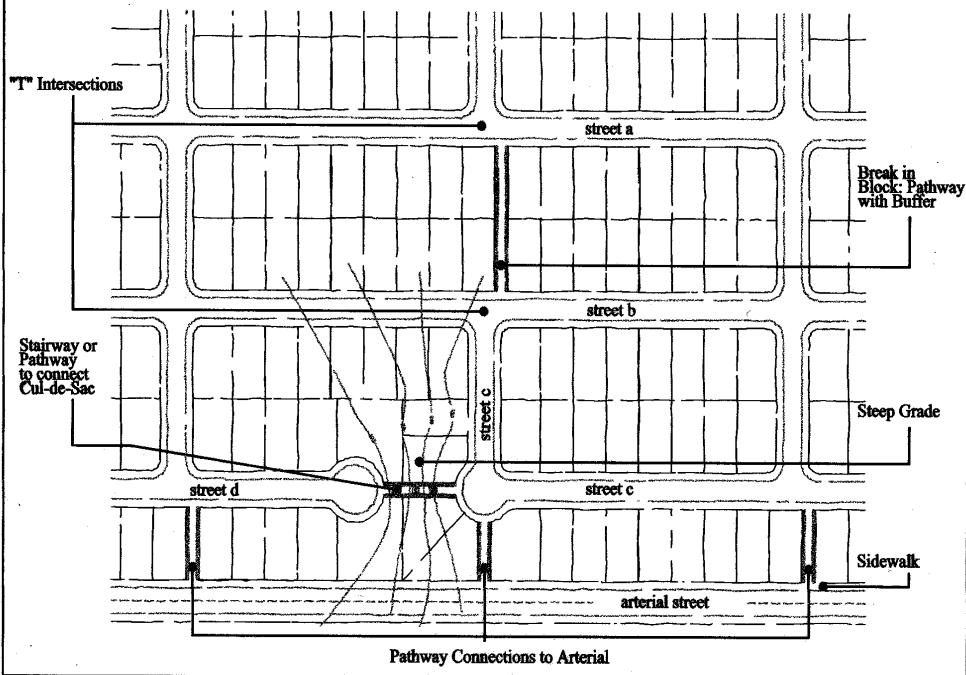 "T" Intersections
street a
Break in
Block: Pathway
with Buffer
street b
Stairway or
Pathway
to connect
Cul-de-Sac
street c
Steep Grade
street d
street c
Sidewalk
arterial street
Pathway Connections to Arterial